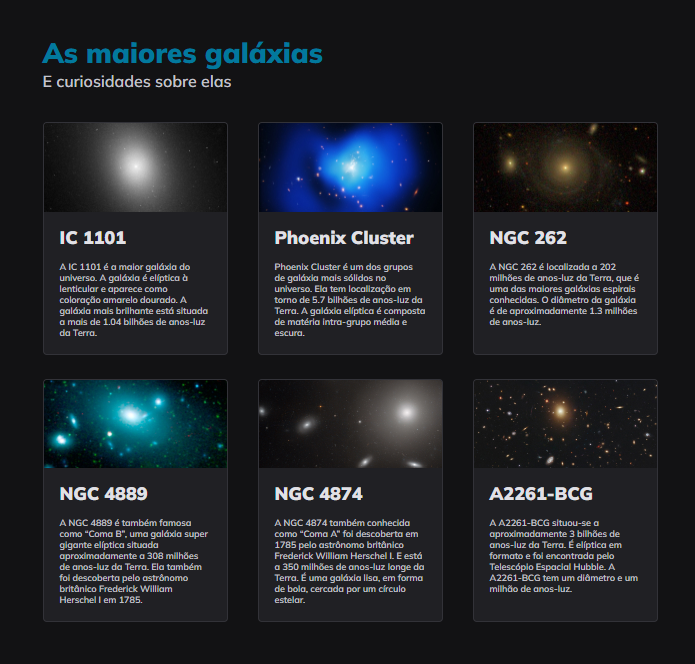 As maiores galáxias
E curiosidades sobre elas
IC 1101
A IC 1101 é a maior galáxia do
universo. A galáxia é elíptica à
lenticular e aparece como
coloração amarelo dourado. A
galáxia mais brilhante está situada
a mais de 1.04 bilhões de anos-luz
da Terra.
Phoenix Cluster
Phoenix Cluster é um dos grupos
de galáxia mais sólidos no
universo. Ela tem localização em
torno de 5.7 bilhões de anos-luz da
Terra. A galáxia elíptica é composta
de matéria intra-grupo média e
escura.
NGC 262
A NGC 262 é localizada a 202
milhões de anos-luz da Terra, que é
uma das maiores galáxias espirais
conhecidas. O diâmetro da galáxia
é de aproximadamente 1.3 milhões
de anos-luz.
NGC 4889
A NGC 4889 é também famosa
como “Coma B”, uma galáxia super
gigante elíptica situada
aproximadamente a 308 milhões
de anos-luz da Terra. Ela também
foi descoberta pelo astrônomo
britânico Frederick William
Herschel I em 1785.
NGC 4874
A NGC 4874 também conhecida
como “Coma A” foi descoberta em
1785 pelo astrônomo britânico
Frederick William Herschel I. E está
a 350 milhões de anos-luz longe da
Terra. É uma galáxia lisa, em forma
de bola, cercada por um círculo
estelar.
A2261-BCG
A A2261-BCG situou-se a
aproximadamente 3 bilhões de
anos-luz da Terra. É elíptica em
formato e foi encontrada pelo
Telescópio Espacial Hubble. A
A2261-BCG tem um diâmetro e um
milhão de anos-luz.